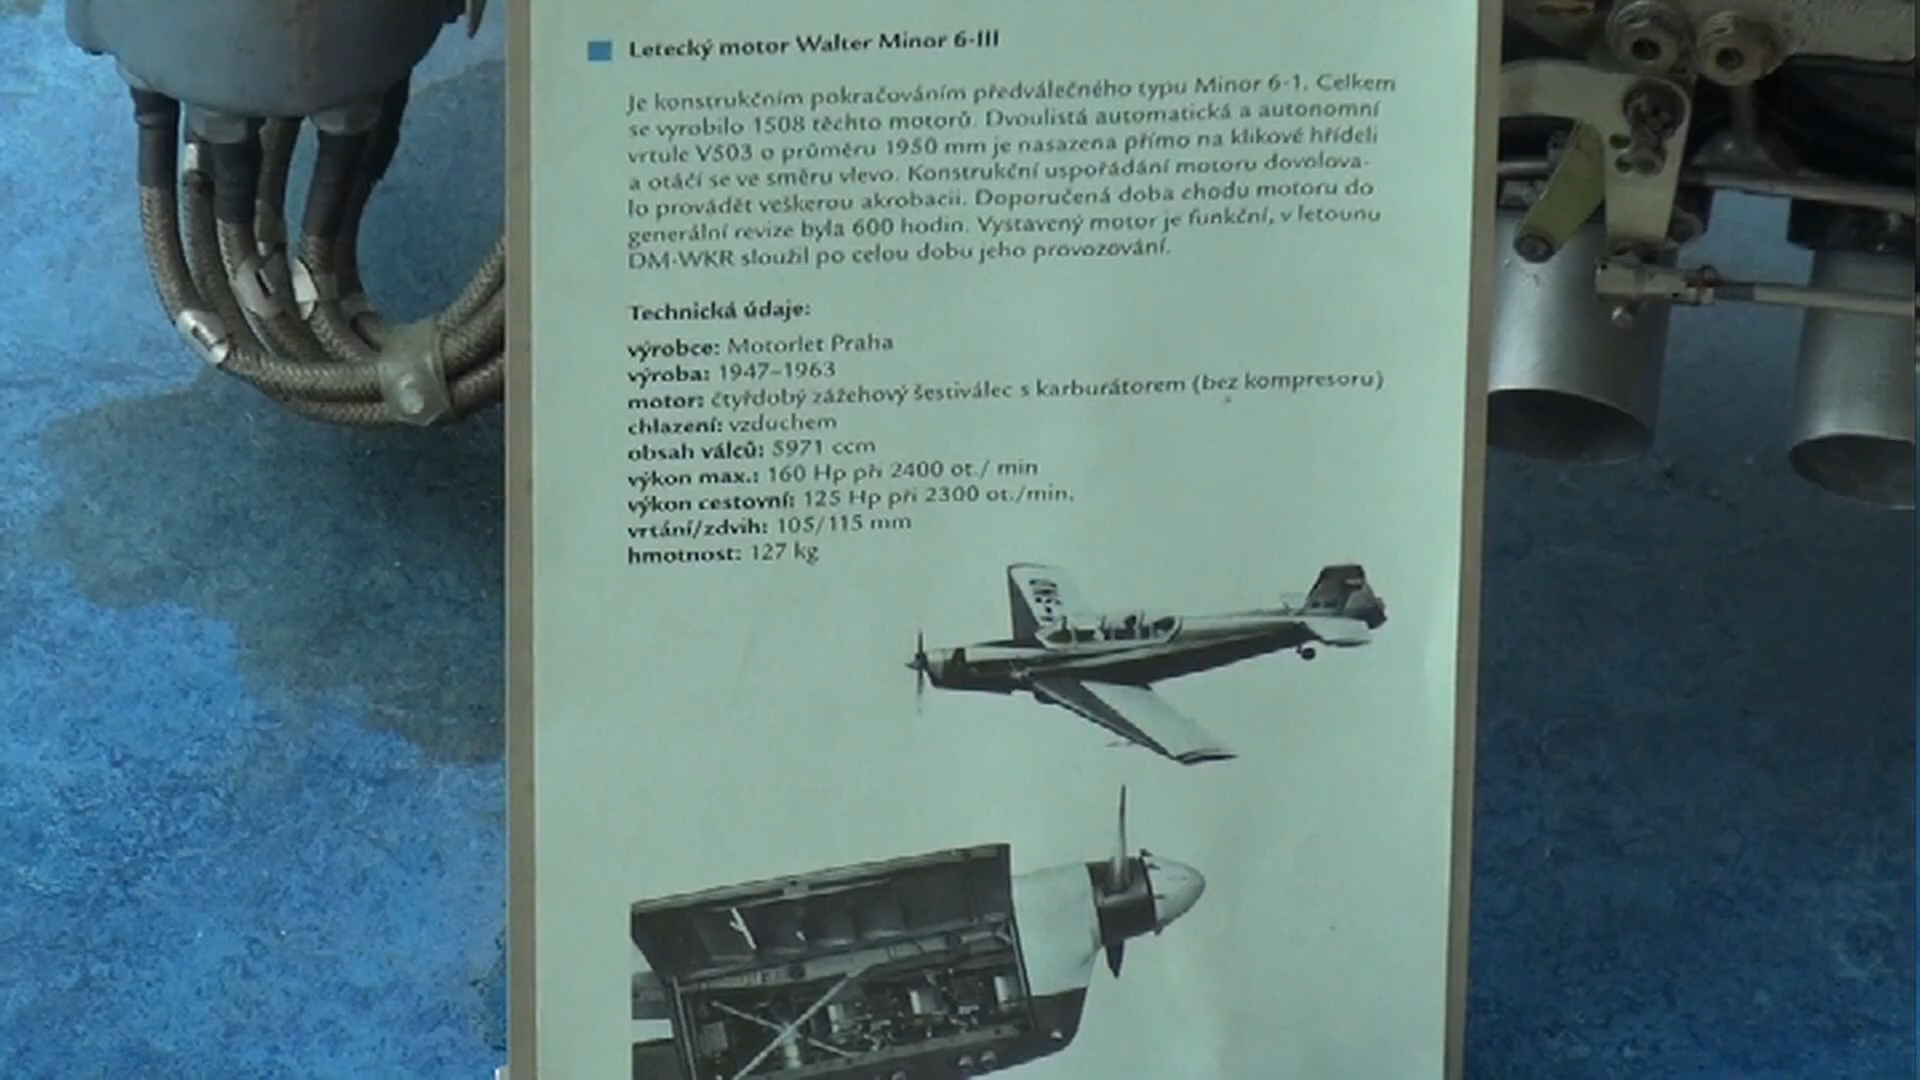 Letecký motor Walter Minor 6-III
Je konstrukčním pokračováním předválečného typu Minor 6-1. Celkem
se vyrobilo 1508 těchto motorů. Dvoulistá automatická a autonomní
vrtule V503 o průměru 1950 mm je nasazena přímo na klikové hřídeli
a otáčí se ve směru vlevo. Konstrukční uspořádání motoru dovolova-
lo provádět veškerou akrobacii. Doporučená doba chodu motoru do
generální revize byla 600 hodin. Vystavený motor je funkční, v letounu
DM-WKR sloužil po celou dobu jeho provozování.
Technická údaje:
výrobce: Motorlet Praha
výroba: 1947–1963
motor: čtyřdobý zážehový šestiválec s karburátorem (bez kompresoru)
chlazení: vzduchem
obsah válců: 5971 ccm
výkon max.: 160 Hp při 2400 ot./ min
výkon cestovní: 125 Hp při 2300 ot./min.
vrtání/zdvih: 105/115 mm
hmotnost: 127 kg